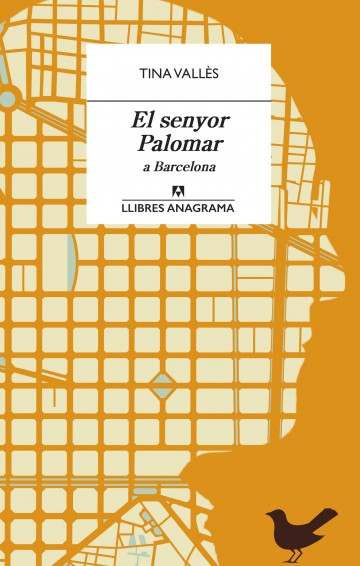 TINA VALLÈS
El senyor
Palomar
a Barcelona
LLIBRES ANAGRAMA